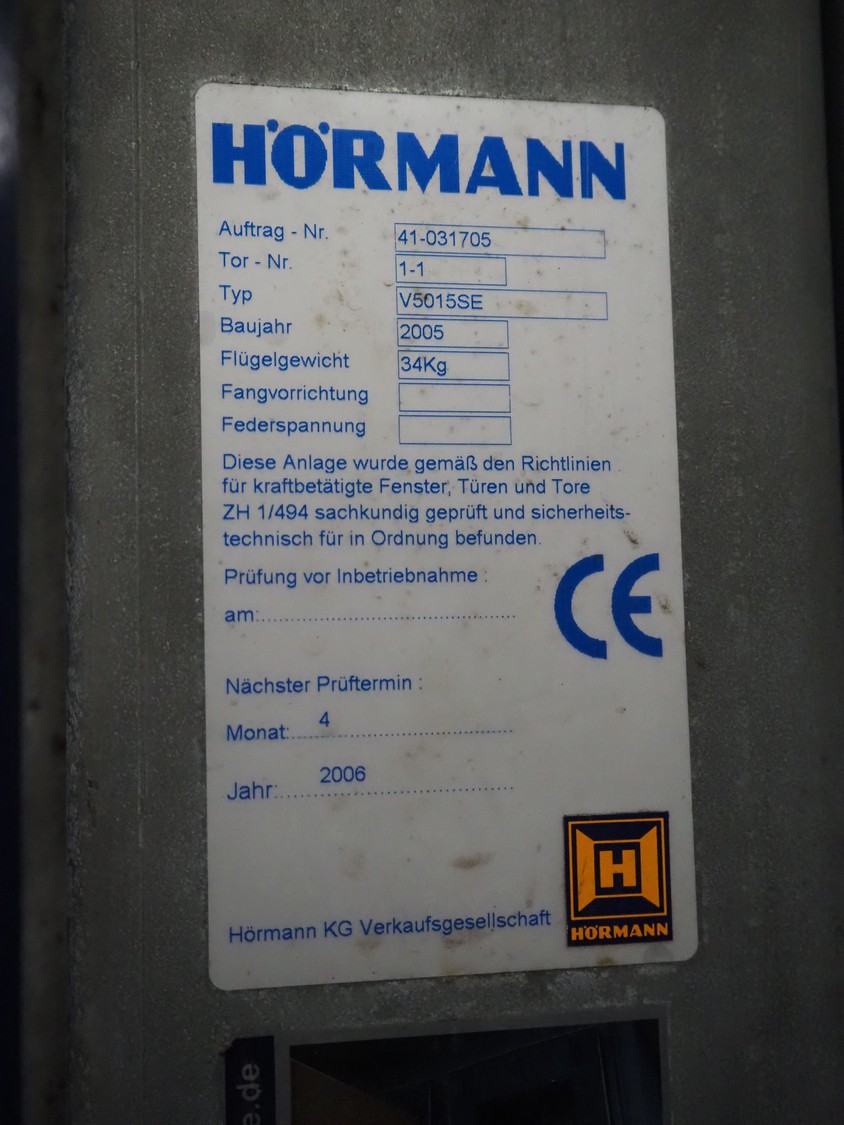 HÖRMANN
Auftrag - Nr. 41-031705
Tor - Nr. 1-1
Typ V5015SE
Baujahr 2005
Flügelgewicht 34Kg
Fangvorrichtung
Federspannung
Diese Anlage wurde gemäß den Richtlinien
für kraftbetätigte Fenster, Türen und Tore
ZH 1/494 sachkundig geprüft und sicherheits-
technisch für in Ordnung befunden.
Prüfung vor Inbetriebnahme :
CE
am:
Nächster Prüftermin :
Monat: 4
Jahr: 2006
H
HÖRMANN
Hörmann KG Verkaufsgesellschaft
e.de